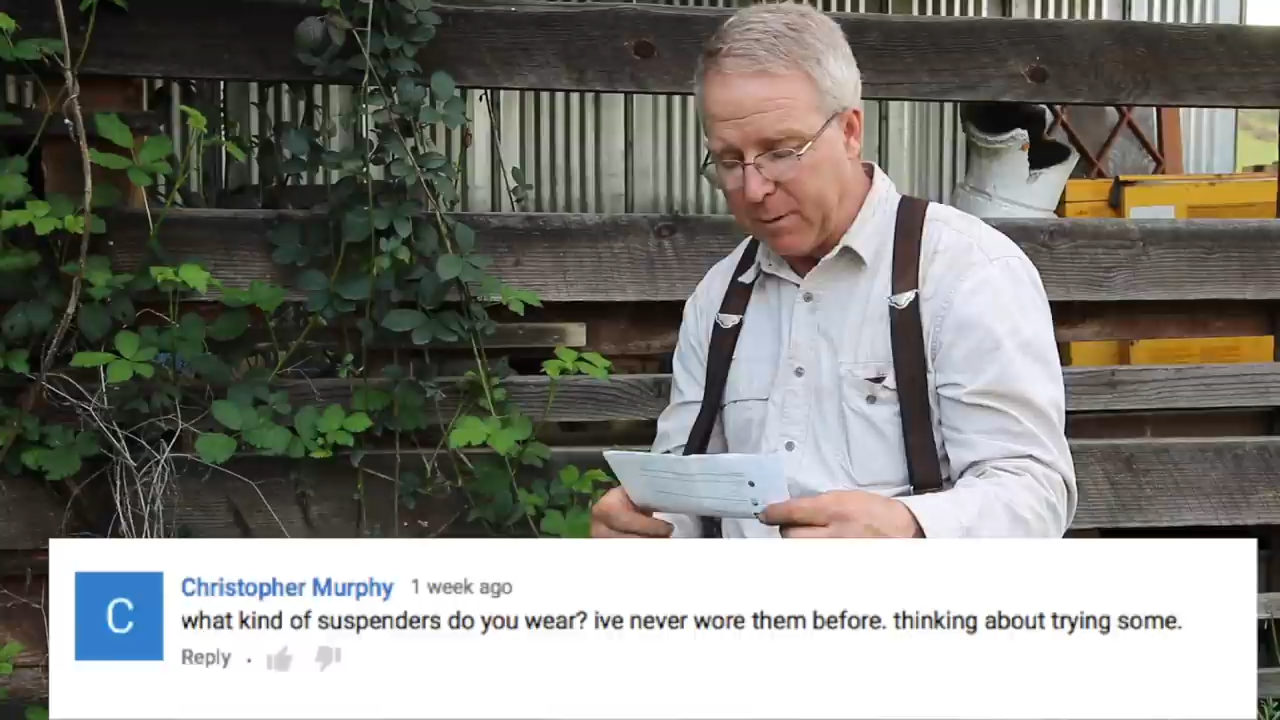 C
Christopher Murphy 1 week ago
what kind of suspenders do you wear? ive never wore them before. thinking about trying some.
Reply .